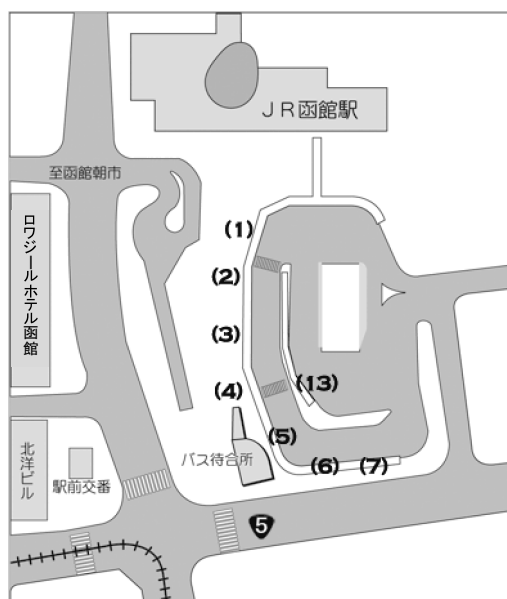 JR函館駅
至函館朝市
(1)
ロワジールホテル函館
(2)
(3)
(4)
(13)
(5)
北洋ビル
駅前交番
バス待合所
(6)
(7)
5